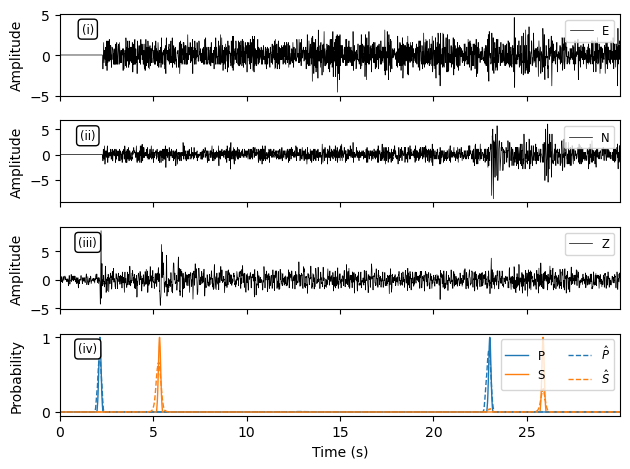 5
0
−5
Amplitude
(i)
E
5
0
−5
Amplitude
(ii)
N
5
0
−5
Amplitude
(iii)
Z
1
0
Probability
(iv)
P
S
P̂
Ŝ
0 5 10 15 20 25
Time (s)